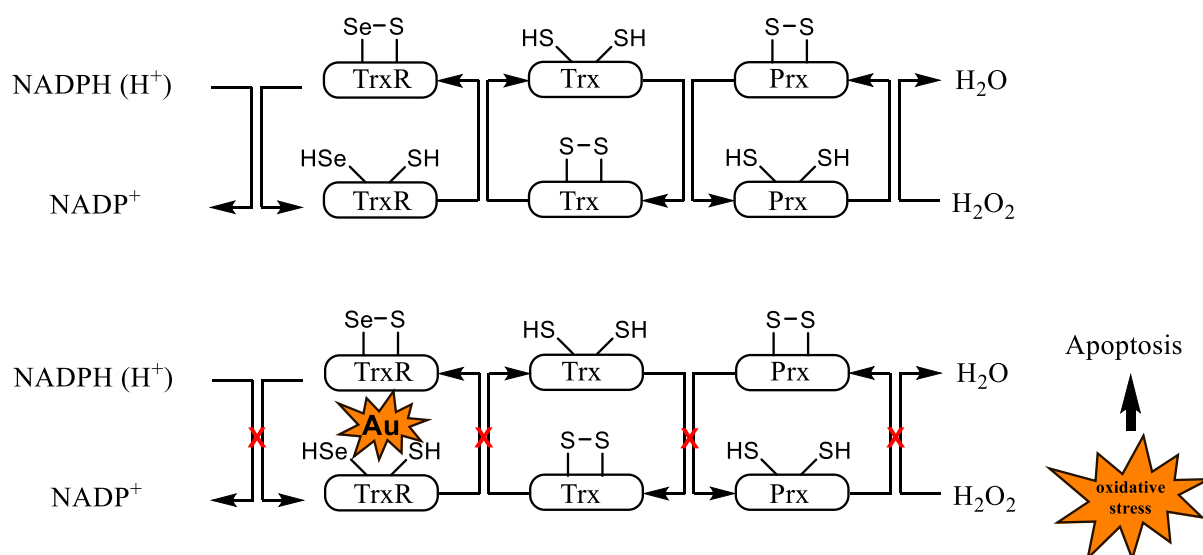 Se–S HS SH S–S
NADPH (H⁺) TrxR Trx Prx H₂O
HSe SH S–S HS SH
NADP⁺ TrxR Trx Prx H₂O₂
Se–S HS SH S–S
Apoptosis
NADPH (H⁺) TrxR Trx Prx H₂O
Au
X X X X
HSe SH S–S HS SH
NADP⁺ TrxR Trx Prx H₂O₂
oxidative
stress